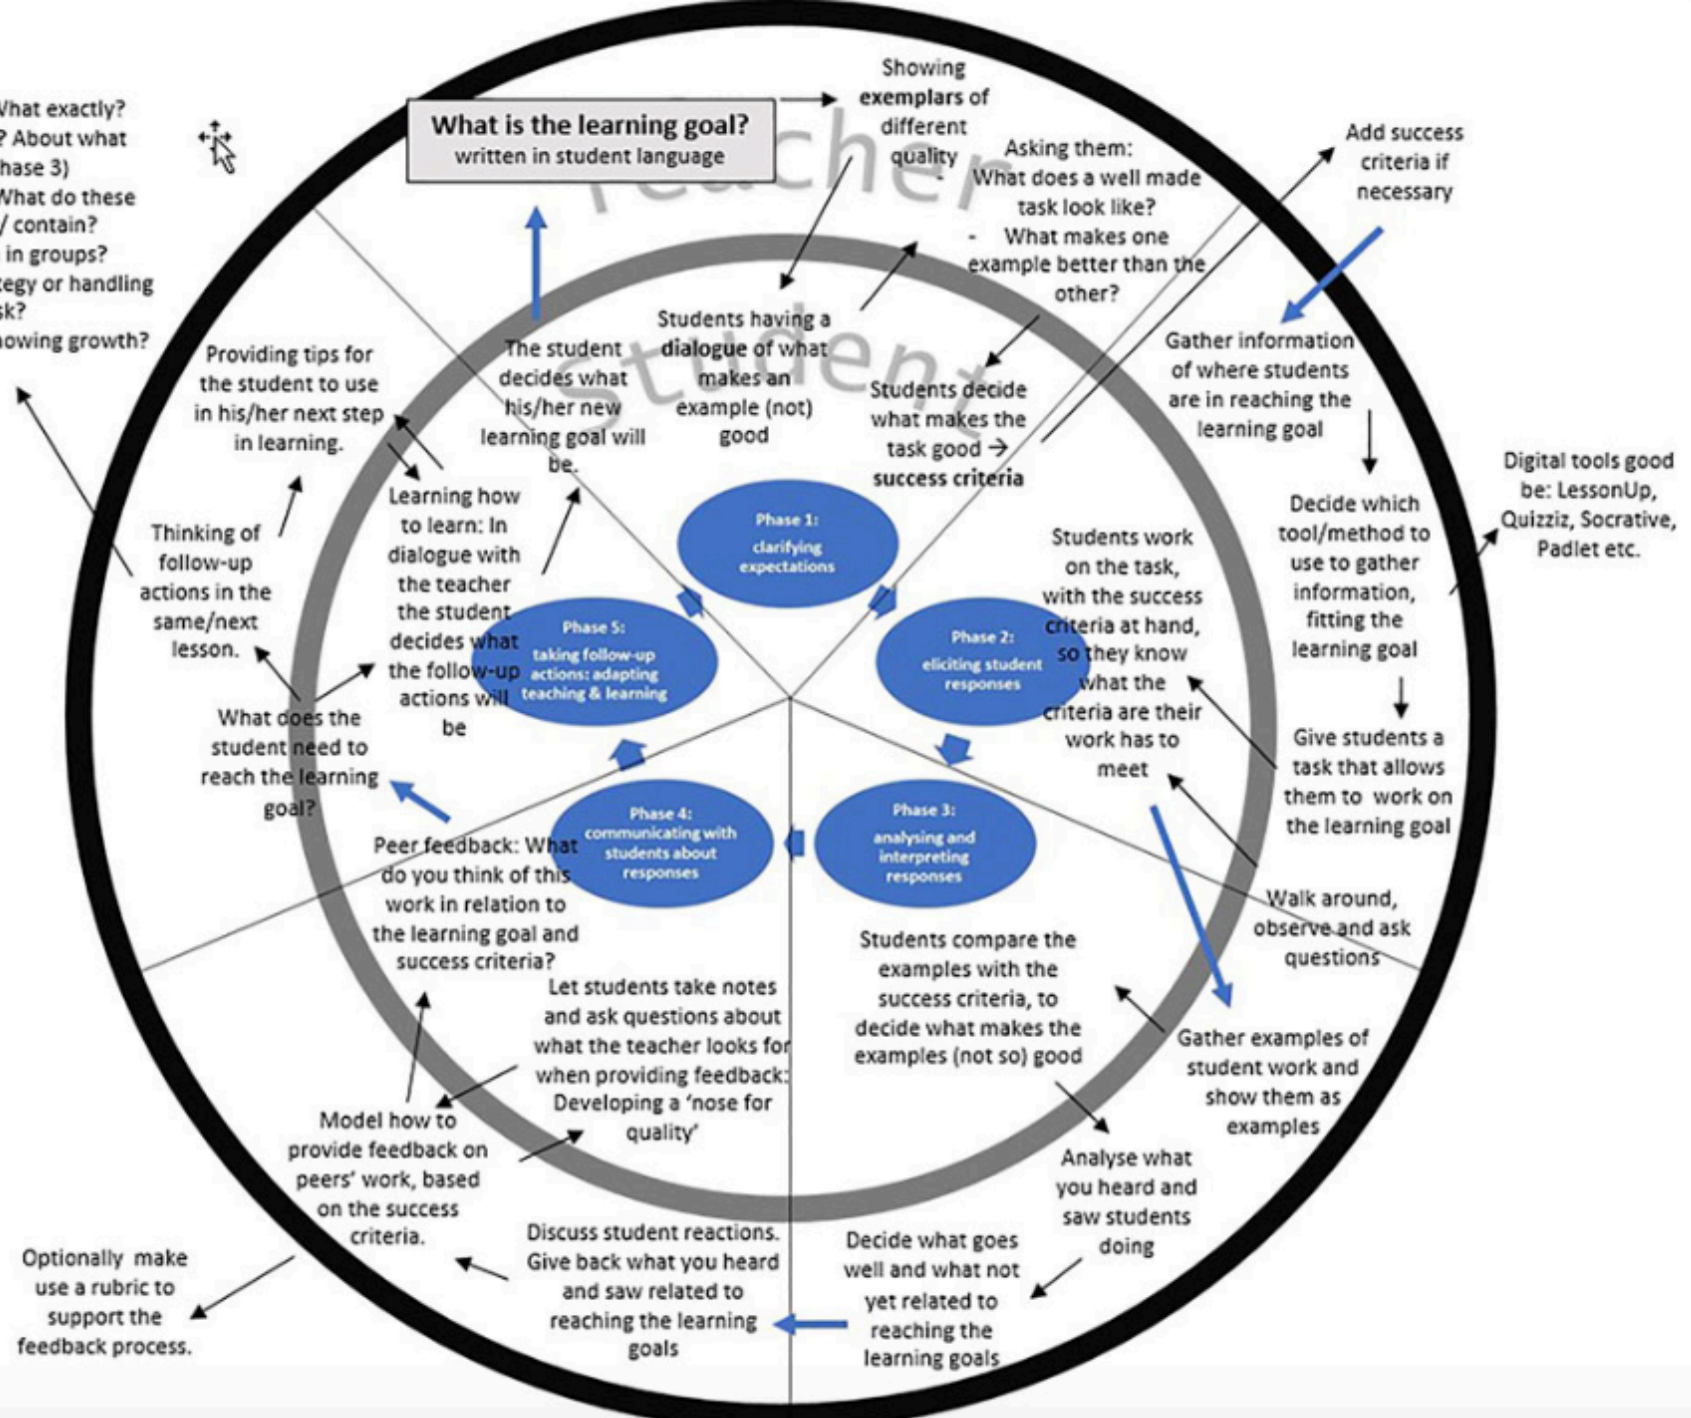 What is the learning goal?
written in student language
Teacher
Student
Showing
exemplars of
different
quality
-
Asking them:
What does a well made
task look like?
- What makes one
example better than the
other?
Students having a
dialogue of what
makes an
example (not)
good
Students decide
what makes the
task good →
success criteria
Add success
criteria if
necessary
Gather information
of where students
are in reaching the
learning goal
Decide which
tool/method to
use to gather
information,
fitting the
learning goal
Digital tools good
be: LessonUp,
Quizziz, Socrative,
Padlet etc.
Give students a
task that allows
them to work on
the learning goal
Students work
on the task,
with the success
criteria at hand,
so they know
what the
criteria are their
work has to
meet
Walk around,
observe and ask
questions
Gather examples of
student work and
show them as
examples
Students compare the
examples with the
success criteria, to
decide what makes the
examples (not so) good
Analyse what
you heard and
saw students
doing
Decide what goes
well and what not
yet related to
reaching the
learning goals
Discuss student reactions.
Give back what you heard
and saw related to
reaching the learning
goals
Let students take notes
and ask questions about
what the teacher looks for
when providing feedback:
Developing a ‘nose for
quality’
Model how to
provide feedback on
peers’ work, based
on the success
criteria.
Optionally make
use a rubric to
support the
feedback process.
Peer feedback: What
do you think of this
work in relation to
the learning goal and
success criteria?
What does the
student need to
reach the learning
goal?
Thinking of
follow-up
actions in the
same/next
lesson.
Providing tips for
the student to use
in his/her next step
in learning.
Learning how
to learn: In
dialogue with
the teacher
the student
decides what
the follow-up
actions will
be
The student
decides what
his/her new
learning goal will
be.
What exactly?
? About what
hase 3)
What do these
/ contain?
in groups?
tegy or handling
sk?
nowing growth?
Phase 1:
clarifying
expectations
Phase 2:
eliciting student
responses
Phase 3:
analysing and
interpreting
responses
Phase 4:
communicating with
students about
responses
Phase 5:
taking follow-up
actions: adapting
teaching & learning